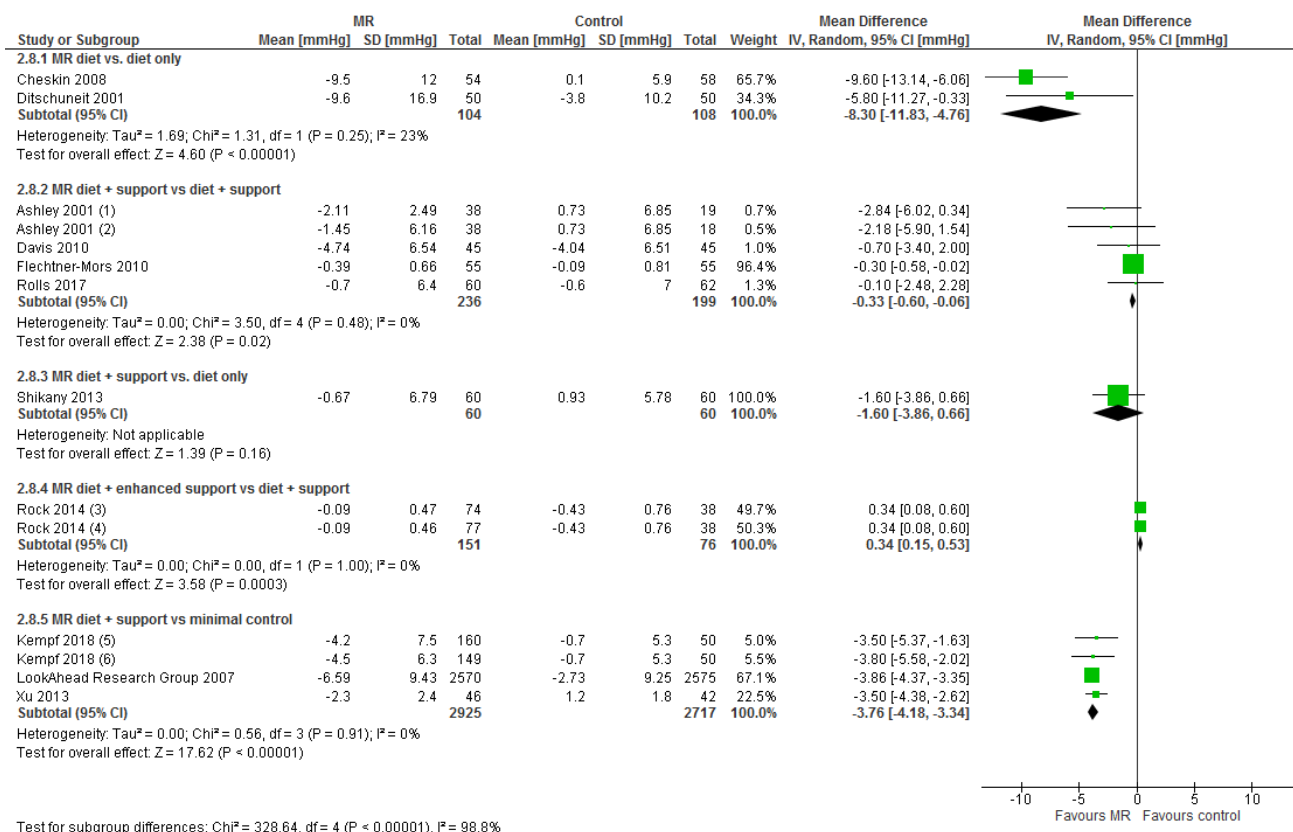 MR Control Mean Difference Mean Difference
Study or Subgroup Mean [mmHg] SD [mmHg] Total Mean [mmHg] SD [mmHg] Total Weight IV, Random, 95% CI [mmHg] IV, Random, 95% CI [mmHg]
2.8.1 MR diet vs. diet only
Cheskin 2008 -9.5 12 54 0.1 5.9 58 65.7% -9.60 [-13.14, -6.06]
Ditschuneit 2001 -9.6 16.9 50 -3.8 10.2 50 34.3% -5.80 [-11.27, -0.33]
Subtotal (95% CI) 104 108 100.0% -8.30 [-11.83, -4.76]
Heterogeneity: Tau² = 1.69; Chi² = 1.31, df = 1 (P = 0.25); I² = 23%
Test for overall effect: Z = 4.60 (P < 0.00001)
2.8.2 MR diet + support vs diet + support
Ashley 2001 (1) -2.11 2.49 38 0.73 6.85 19 0.7% -2.84 [-6.02, 0.34]
Ashley 2001 (2) -1.45 6.16 38 0.73 6.85 18 0.5% -2.18 [-5.90, 1.54]
Davis 2010 -4.74 6.54 45 -4.04 6.51 45 1.0% -0.70 [-3.40, 2.00]
Flechtner-Mors 2010 -0.39 0.66 55 -0.09 0.81 55 96.4% -0.30 [-0.58, -0.02]
Rolls 2017 -0.7 6.4 60 -0.6 7 62 1.3% -0.10 [-2.48, 2.28]
Subtotal (95% CI) 236 199 100.0% -0.33 [-0.60, -0.06]
Heterogeneity: Tau² = 0.00; Chi² = 3.50, df = 4 (P = 0.48); I² = 0%
Test for overall effect: Z = 2.38 (P = 0.02)
2.8.3 MR diet + support vs. diet only
Shikany 2013 -0.67 6.79 60 0.93 5.78 60 100.0% -1.60 [-3.86, 0.66]
Subtotal (95% CI) 60 60 100.0% -1.60 [-3.86, 0.66]
Heterogeneity: Not applicable
Test for overall effect: Z = 1.39 (P = 0.16)
2.8.4 MR diet + enhanced support vs diet + support
Rock 2014 (3) -0.09 0.47 74 -0.43 0.76 38 49.7% 0.34 [0.08, 0.60]
Rock 2014 (4) -0.09 0.46 77 -0.43 0.76 38 50.3% 0.34 [0.08, 0.60]
Subtotal (95% CI) 151 76 100.0% 0.34 [0.15, 0.53]
Heterogeneity: Tau² = 0.00; Chi² = 0.00, df = 1 (P = 1.00); I² = 0%
Test for overall effect: Z = 3.58 (P = 0.0003)
2.8.5 MR diet + support vs minimal control
Kempf 2018 (5) -4.2 7.5 160 -0.7 5.3 50 5.0% -3.50 [-5.37, -1.63]
Kempf 2018 (6) -4.5 6.3 149 -0.7 5.3 50 5.5% -3.80 [-5.58, -2.02]
LookAhead Research Group 2007 -6.59 9.43 2570 -2.73 9.25 2575 67.1% -3.86 [-4.37, -3.35]
Xu 2013 -2.3 2.4 46 1.2 1.8 42 22.5% -3.50 [-4.38, -2.62]
Subtotal (95% CI) 2925 2717 100.0% -3.76 [-4.18, -3.34]
Heterogeneity: Tau² = 0.00; Chi² = 0.56, df = 3 (P = 0.91); I² = 0%
Test for overall effect: Z = 17.62 (P < 0.00001)
-10 -5 0 5 10
Favours MR Favours control
Test for subgroup differences: Chi² = 328.64, df = 4 (P < 0.00001), I² = 98.8%